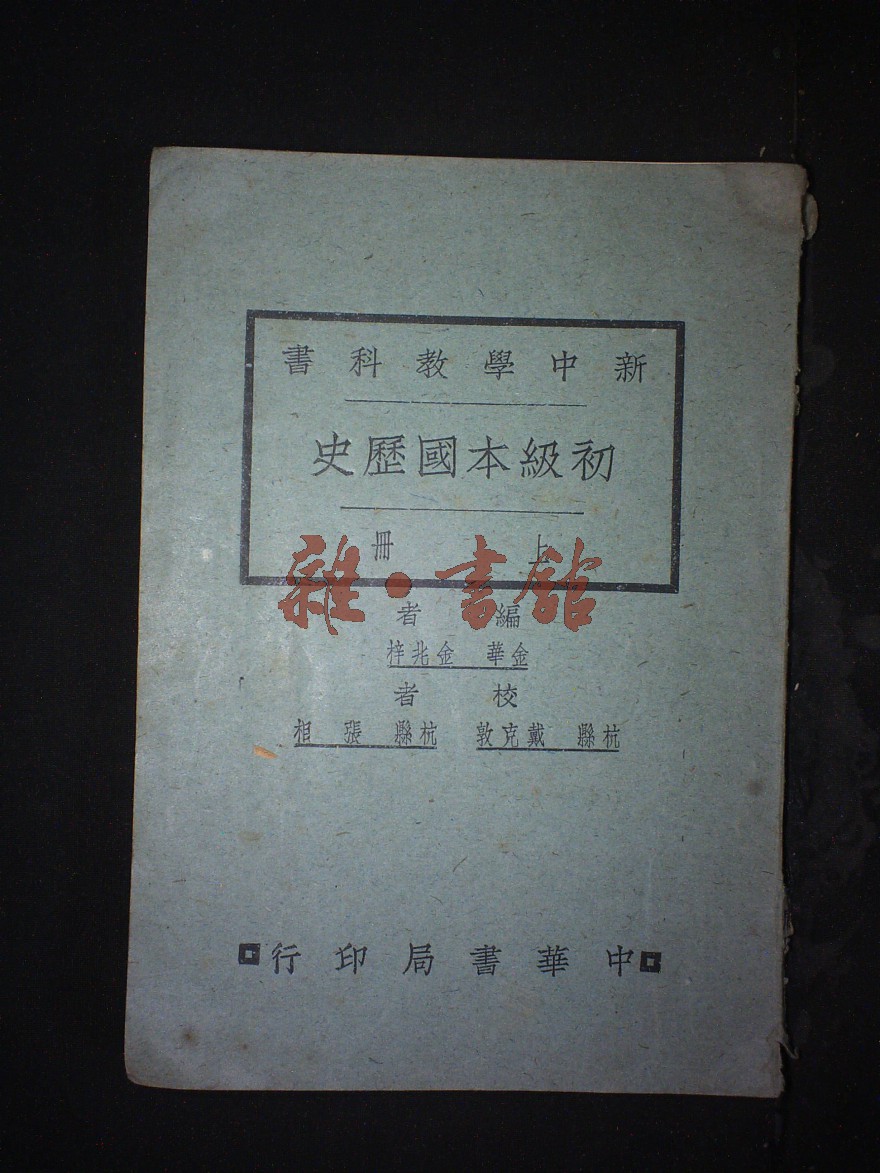 新中學教科書
初級本國歷史
上冊
雜·書館
編者
金華 金兆梓
校者
杭縣 戴克敦 杭縣 張相
中華書局印行